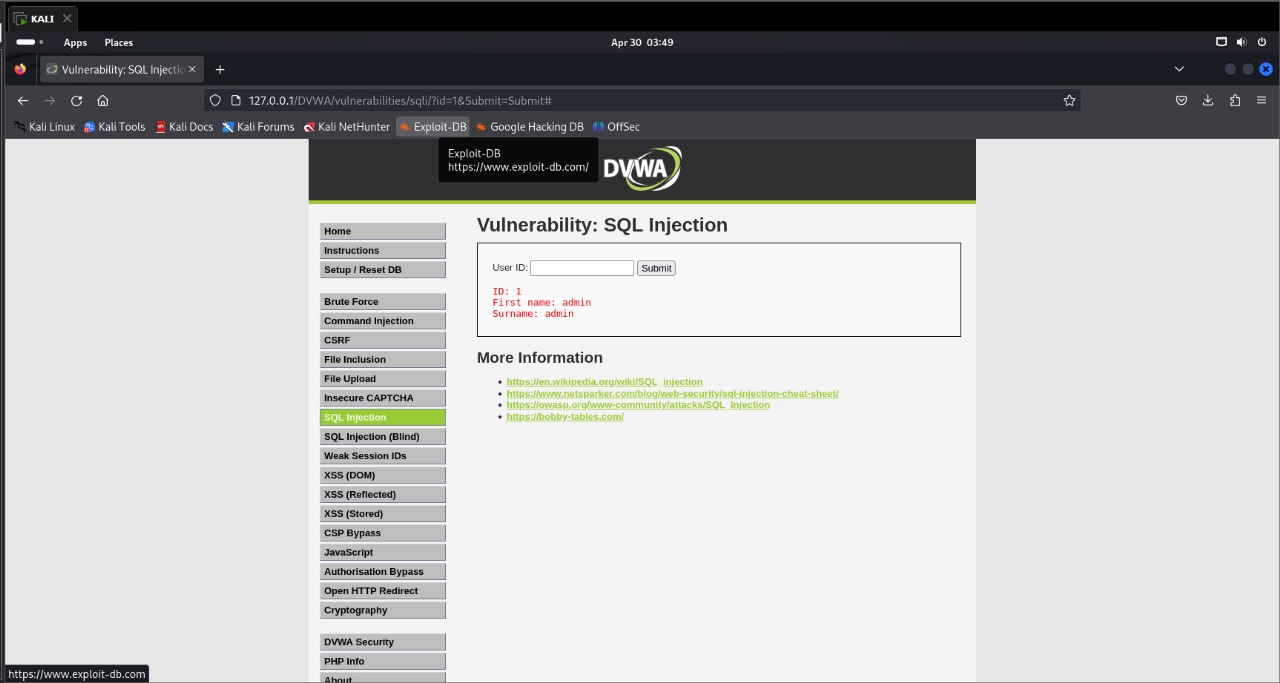 KALI
Apps Places Apr 30 03:49
Vulnerability: SQL Injectio
127.0.0.1/DVWA/vulnerabilities/sqli/?id=1&Submit=Submit#
Kali Linux Kali Tools Kali Docs Kali Forums Kali NetHunter Exploit-DB Google Hacking DB OffSec
Exploit-DB
https://www.exploit-db.com/
DVWA
Home
Instructions
Setup / Reset DB
Brute Force
Command Injection
CSRF
File Inclusion
File Upload
Insecure CAPTCHA
SQL Injection
SQL Injection (Blind)
Weak Session IDs
XSS (DOM)
XSS (Reflected)
XSS (Stored)
CSP Bypass
JavaScript
Authorisation Bypass
Open HTTP Redirect
Cryptography
DVWA Security
PHP Info
About
Vulnerability: SQL Injection
User ID: Submit
ID: 1
First name: admin
Surname: admin
More Information
https://en.wikipedia.org/wiki/SQL_injection
https://www.netsparker.com/blog/web-security/sql-injection-cheat-sheet/
https://owasp.org/www-community/attacks/SQL_Injection
https://bobby-tables.com/
https://www.exploit-db.com